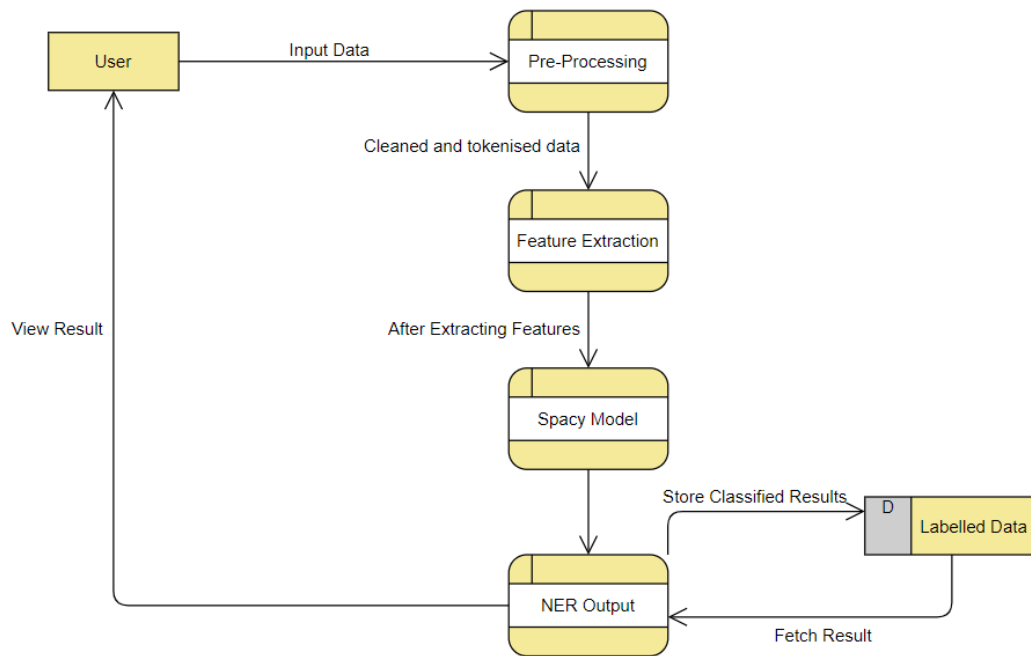 User
Input Data
Pre-Processing
Cleaned and tokenised data
Feature Extraction
View Result
After Extracting Features
Spacy Model
Store Classified Results
D
Labelled Data
NER Output
Fetch Result